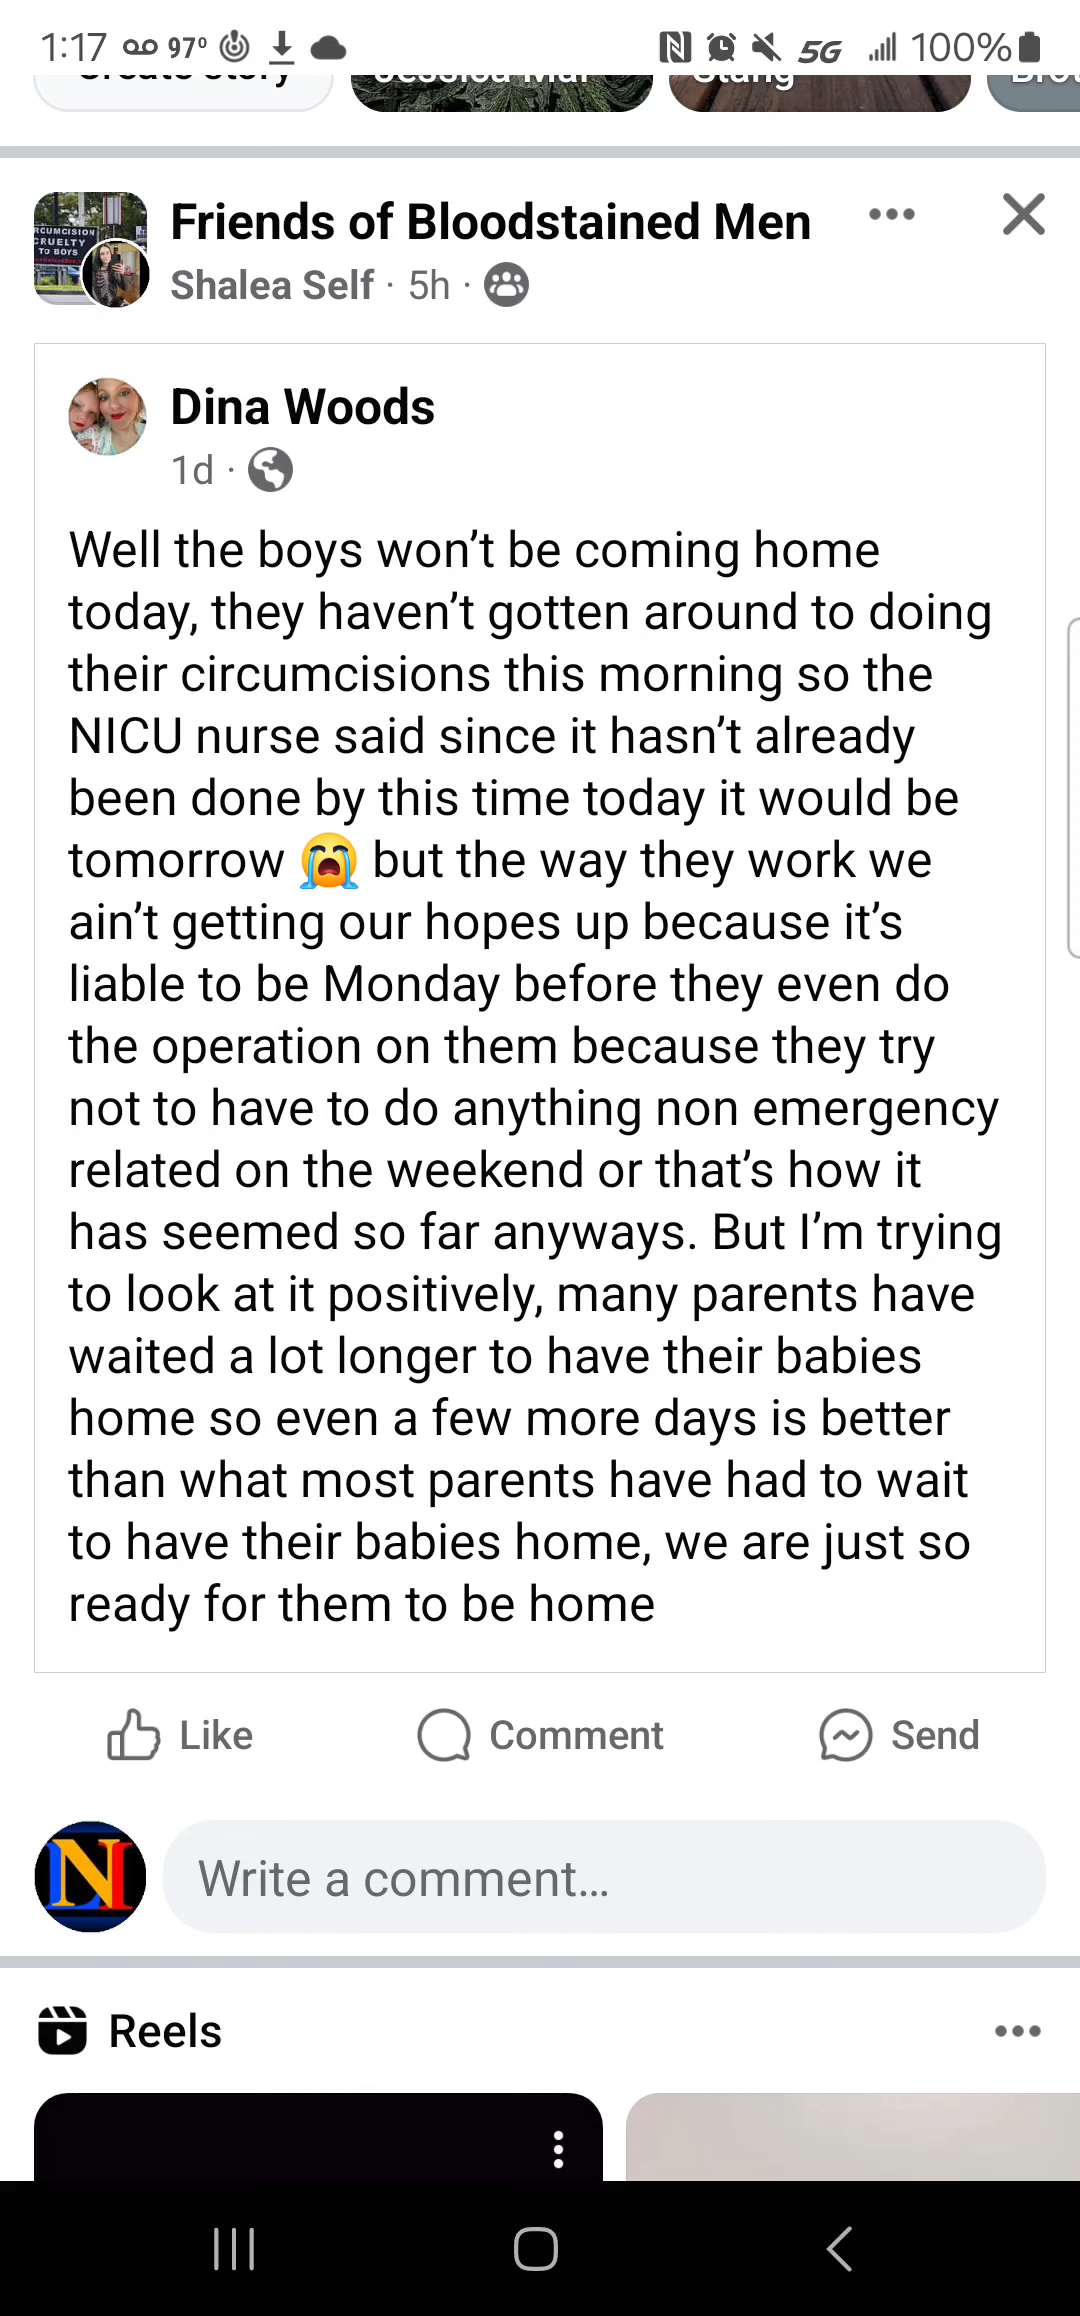 1:17 97° 5G 100%
Create story Jessica Mar Stang
Friends of Bloodstained Men
Shalea Self · 5h ·
CRUELTY
TO BOYS
Dina Woods
1d ·
Well the boys won't be coming home
today, they haven't gotten around to doing
their circumcisions this morning so the
NICU nurse said since it hasn't already
been done by this time today it would be
tomorrow 😭 but the way they work we
ain't getting our hopes up because it's
liable to be Monday before they even do
the operation on them because they try
not to have to do anything non emergency
related on the weekend or that's how it
has seemed so far anyways. But I'm trying
to look at it positively, many parents have
waited a lot longer to have their babies
home so even a few more days is better
than what most parents have had to wait
to have their babies home, we are just so
ready for them to be home
Like Comment Send
N
Write a comment...
Reels